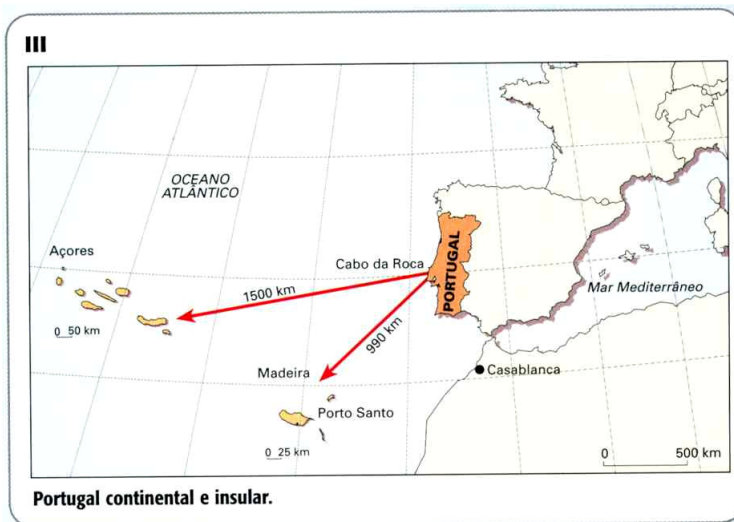 III
OCEANO
ATLÂNTICO
Açores
Cabo da Roca
PORTUGAL
1500 km
Mar Mediterrâneo
0 50 km
990 km
Madeira
Casablanca
Porto Santo
0 25 km
0 500 km
Portugal continental e insular.